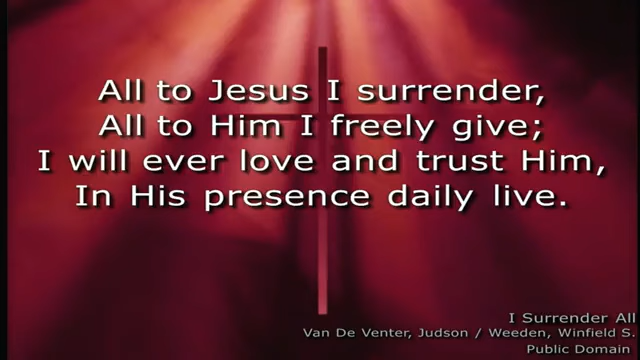 All to Jesus I surrender,
All to Him I freely give;
I will ever love and trust Him,
In His presence daily live.
I Surrender All
Van De Venter, Judson / Weeden, Winfield S.
Public Domain